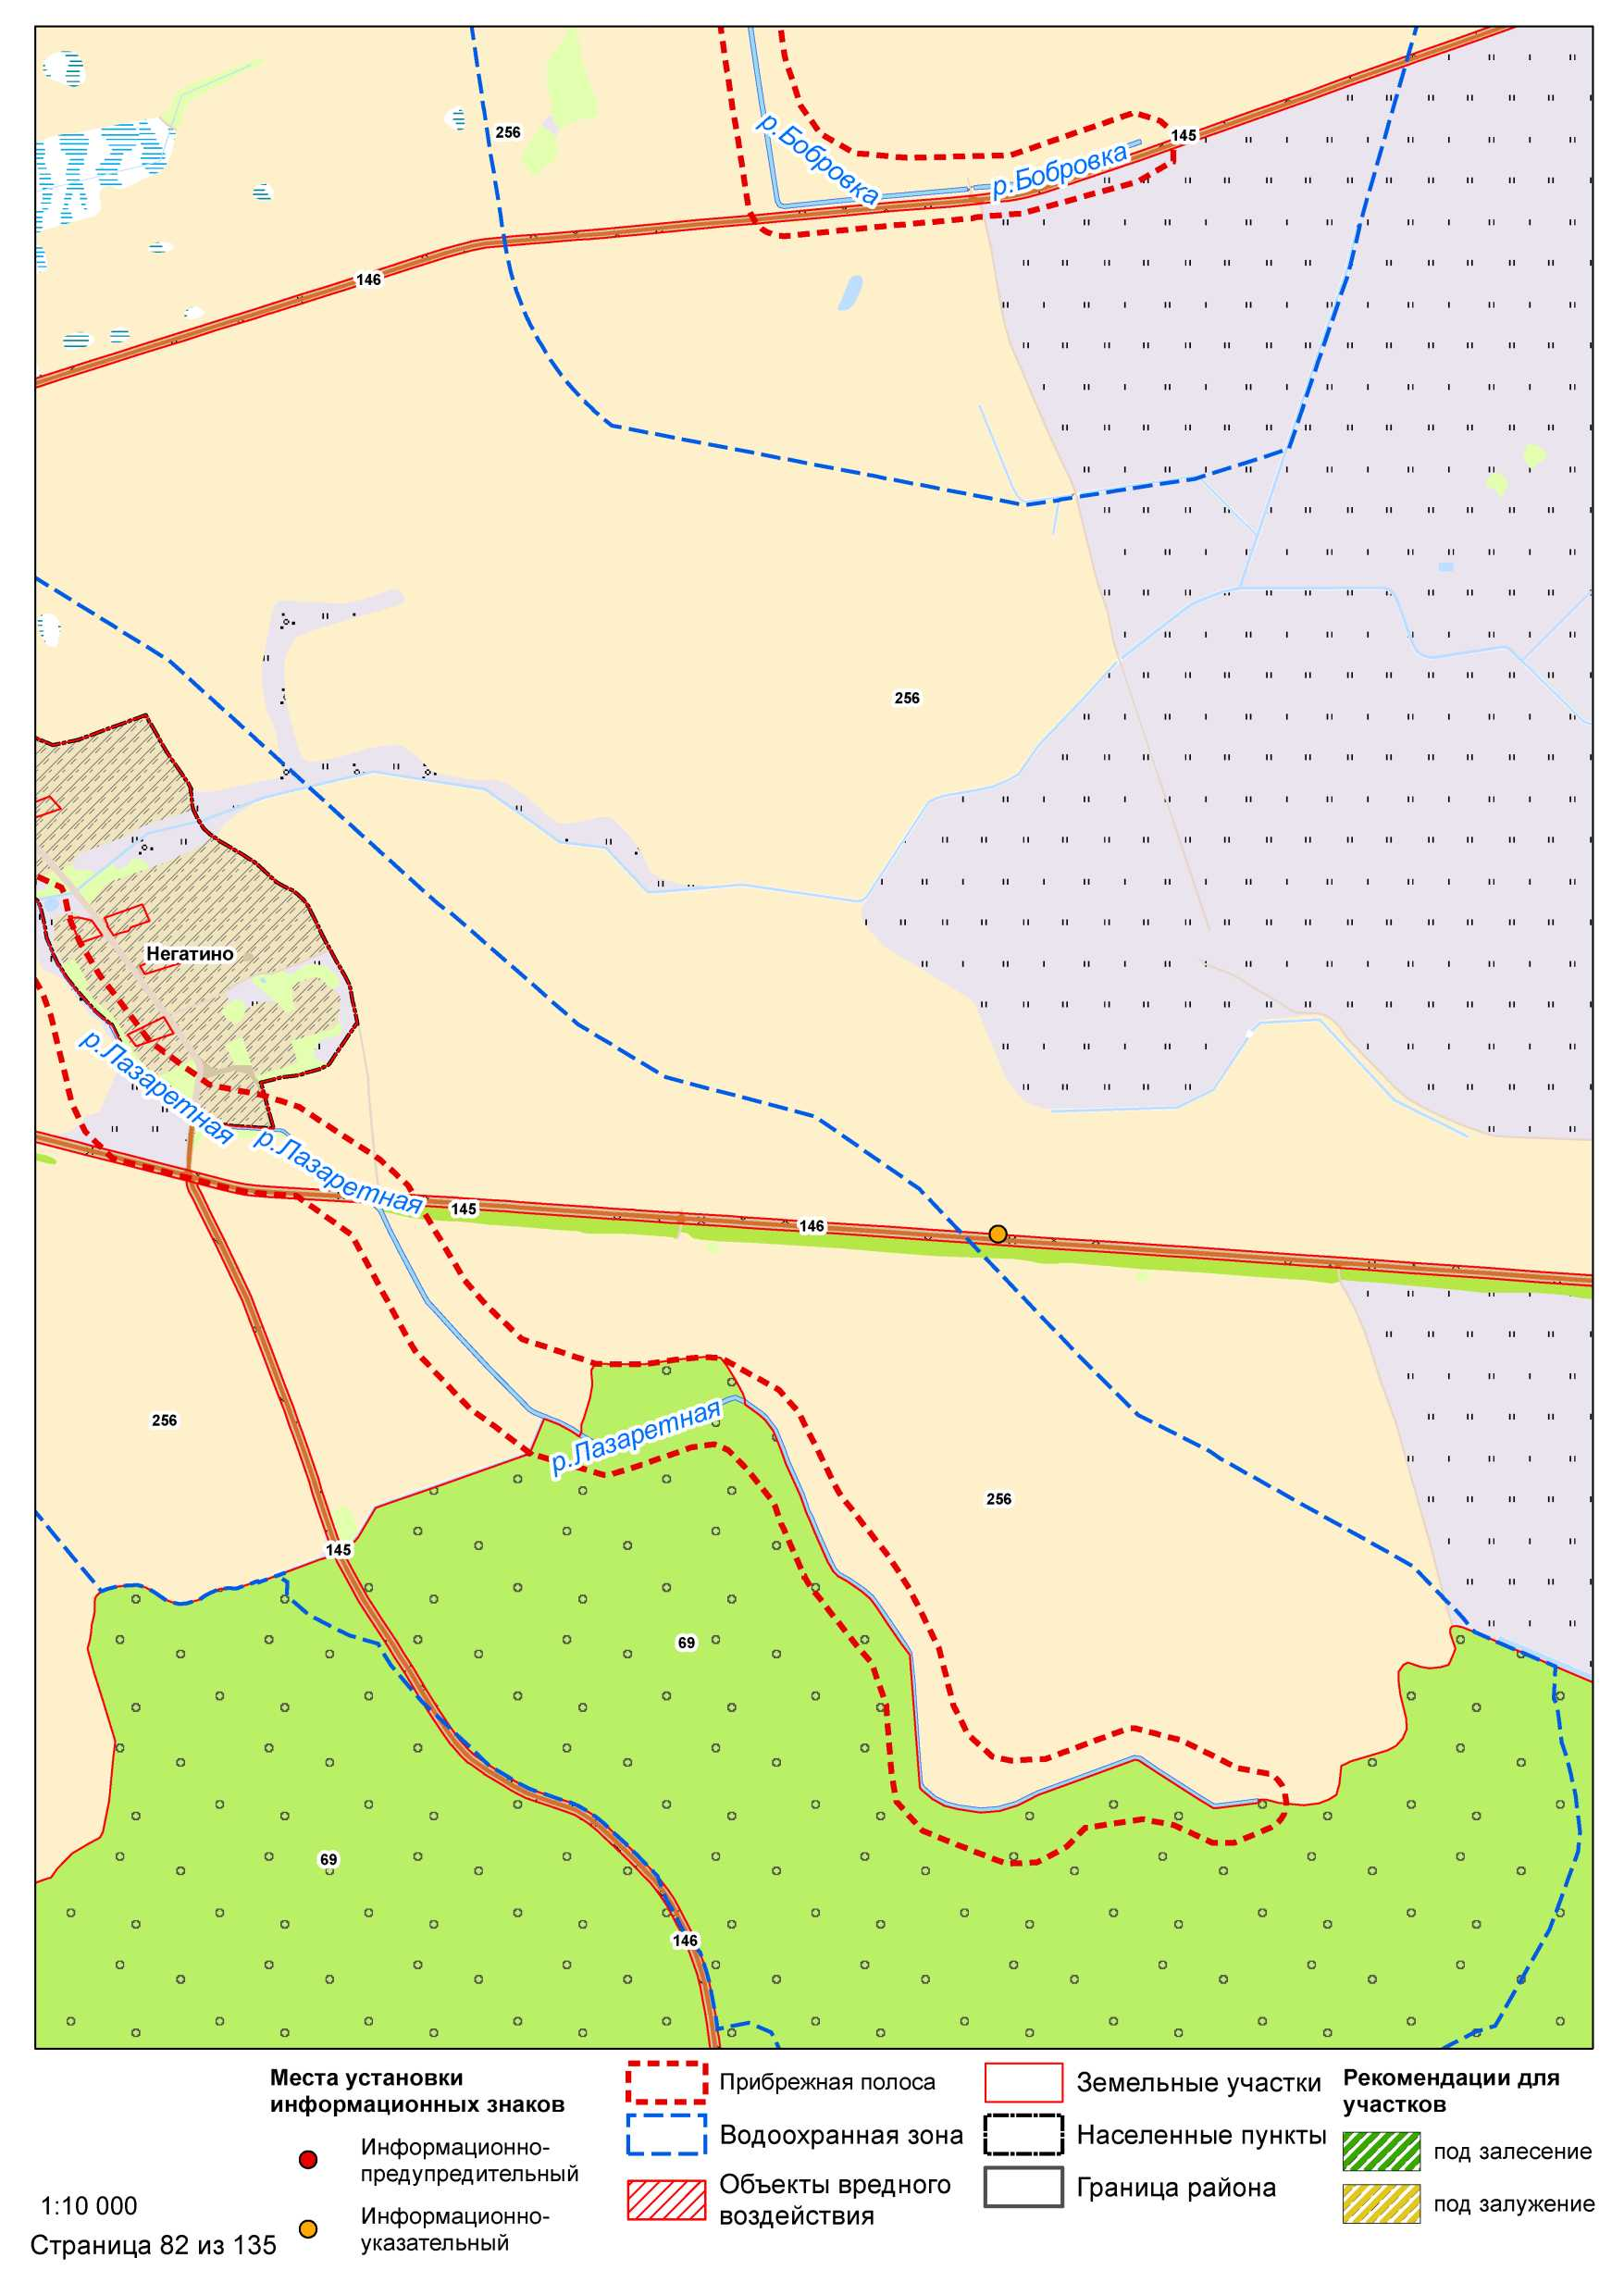 256
р.Бобровка
р.Бобровка
145
146
256
Негатино
р.Лазаретная
р.Лазаретная
145
146
256
р.Лазаретная
256
145
69
69
146
Места установки
информационных знаков
Информационно-
предупредительный
Информационно-
указательный
Прибрежная полоса
Водоохранная зона
Объекты вредного
воздействия
Земельные участки
Населенные пункты
Граница района
Рекомендации для
участков
под залесение
под залужение
1:10 000
Страница 82 из 135